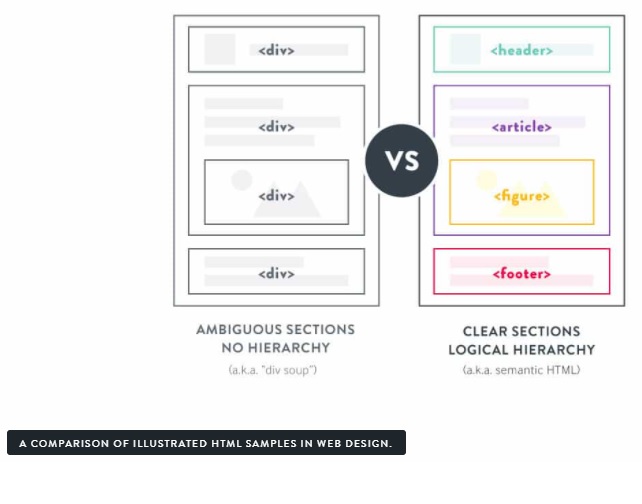 <div>
<div>
<div>
<div>
AMBIGUOUS SECTIONS
NO HIERARCHY
(a.k.a. "div soup")
VS
<header>
<article>
<figure>
<footer>
CLEAR SECTIONS
LOGICAL HIERARCHY
(a.k.a. semantic HTML)
A COMPARISON OF ILLUSTRATED HTML SAMPLES IN WEB DESIGN.